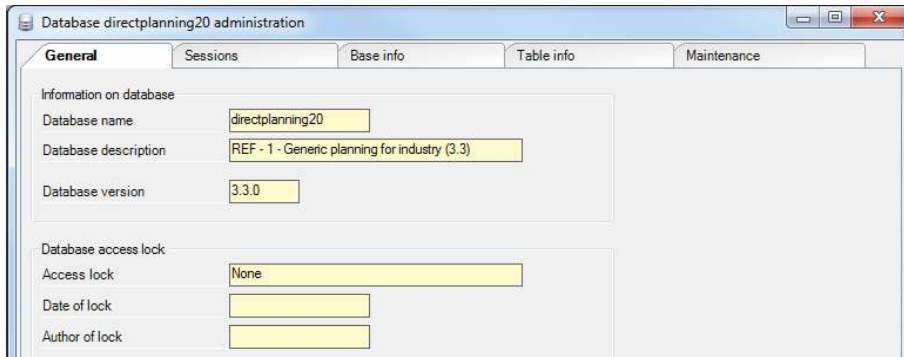 Database directplanning20 administration
General Sessions Base info Table info Maintenance
Information on database
Database name directplanning20
Database description REF - 1 - Generic planning for industry (3.3)
Database version 3.3.0
Database access lock
Access lock None
Date of lock
Author of lock